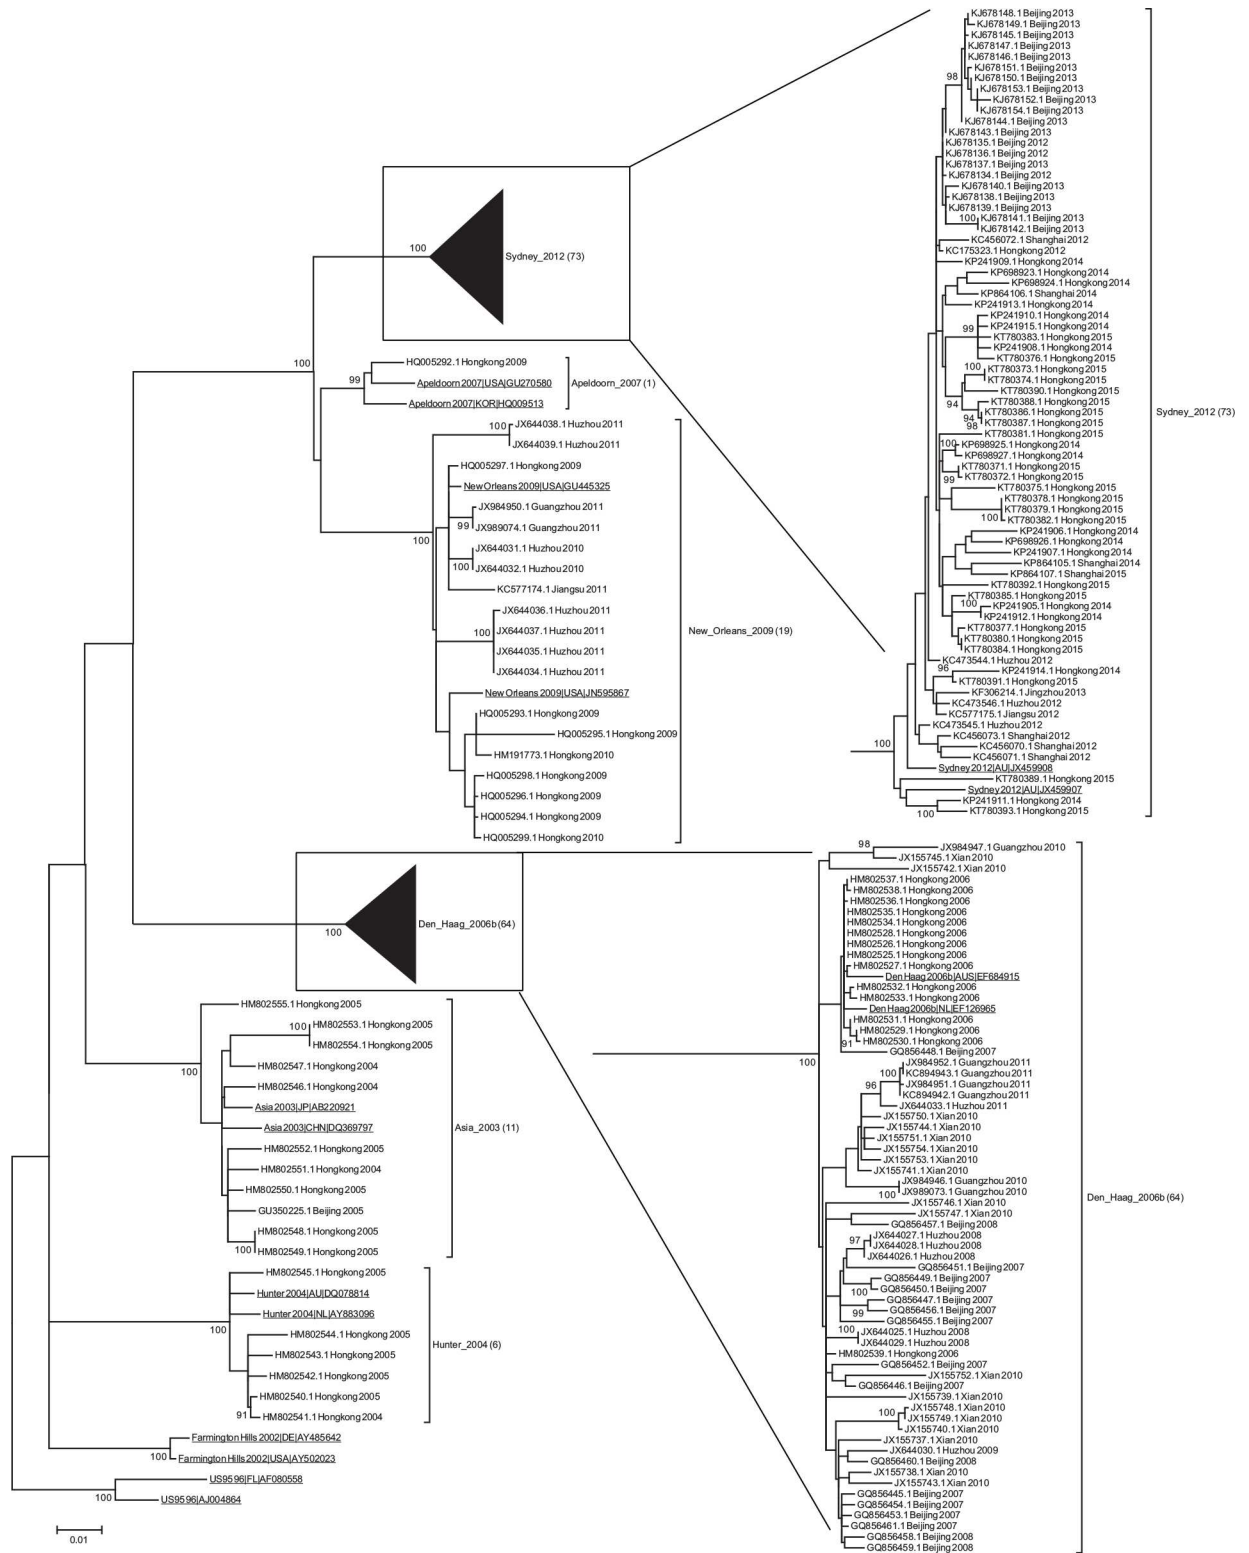 100
Sydney_2012 (73)
100
HQ005292.1 Hongkong 2009
99
Apeldoorn 2007|USA|GU270580
Apeldoorn_2007 (1)
Apeldoorn 2007|KOR|HQ009513
JX644038.1 Huzhou 2011
100
JX644039.1 Huzhou 2011
HQ005297.1 Hongkong 2009
New Orleans 2009|USA|GU445325
JX984950.1 Guangzhou 2011
99
JX989074.1 Guangzhou 2011
100
JX644031.1 Huzhou 2010
100
JX644032.1 Huzhou 2010
KC577174.1 Jiangsu 2011
JX644036.1 Huzhou 2011
100
JX644037.1 Huzhou 2011
New_Orleans_2009 (19)
JX644035.1 Huzhou 2011
JX644034.1 Huzhou 2011
New Orleans 2009|USA|JN595867
HQ005293.1 Hongkong 2009
HQ005295.1 Hongkong 2009
HM191773.1 Hongkong 2010
HQ005298.1 Hongkong 2009
HQ005296.1 Hongkong 2009
HQ005294.1 Hongkong 2009
HQ005299.1 Hongkong 2010
Den_Haag_2006b (64)
100
HM802555.1 Hongkong 2005
100
HM802553.1 Hongkong 2005
HM802554.1 Hongkong 2005
HM802547.1 Hongkong 2004
100
HM802546.1 Hongkong 2004
Asia 2003|JP|AB220921
Asia 2003|CHN|DQ369797
Asia_2003 (11)
HM802552.1 Hongkong 2005
HM802551.1 Hongkong 2004
HM802550.1 Hongkong 2005
GU350225.1 Beijing 2005
HM802548.1 Hongkong 2005
100
HM802549.1 Hongkong 2005
HM802545.1 Hongkong 2005
Hunter 2004|AU|DQ078814
Hunter 2004|NL|AY883096
100
HM802544.1 Hongkong 2005
Hunter_2004 (6)
HM802543.1 Hongkong 2005
HM802542.1 Hongkong 2005
HM802540.1 Hongkong 2005
91
HM802541.1 Hongkong 2004
Farmington Hills 2002|DE|AY485642
100
Farmington Hills 2002|USA|AY502023
US9596|FL|AF080558
100
US9596|AJ004864
0.01
KJ678148.1 Beijing 2013
KJ678149.1 Beijing 2013
KJ678145.1 Beijing 2013
KJ678147.1 Beijing 2013
KJ678146.1 Beijing 2013
KJ678151.1 Beijing 2013
98
KJ678150.1 Beijing 2013
KJ678153.1 Beijing 2013
KJ678152.1 Beijing 2013
KJ678154.1 Beijing 2013
KJ678144.1 Beijing 2013
KJ678143.1 Beijing 2013
KJ678135.1 Beijing 2012
KJ678136.1 Beijing 2012
KJ678137.1 Beijing 2013
KJ678134.1 Beijing 2012
KJ678140.1 Beijing 2013
KJ678138.1 Beijing 2013
KJ678139.1 Beijing 2013
100
KJ678141.1 Beijing 2013
KJ678142.1 Beijing 2013
KC456072.1 Shanghai 2012
KC175323.1 Hongkong 2012
KP241909.1 Hongkong 2014
KP698923.1 Hongkong 2014
KP698924.1 Hongkong 2014
KP864106.1 Shanghai 2014
KP241913.1 Hongkong 2014
KP241910.1 Hongkong 2014
99
KP241915.1 Hongkong 2014
KT780383.1 Hongkong 2015
KP241908.1 Hongkong 2014
KT780376.1 Hongkong 2015
100
KT780373.1 Hongkong 2015
KT780374.1 Hongkong 2015
KT780390.1 Hongkong 2015
94
KT780388.1 Hongkong 2015
94
KT780386.1 Hongkong 2015
Sydney_2012 (73)
98
KT780387.1 Hongkong 2015
KT780381.1 Hongkong 2015
100
KP698925.1 Hongkong 2014
KP698927.1 Hongkong 2014
KT780371.1 Hongkong 2015
99
KT780372.1 Hongkong 2015
KT780375.1 Hongkong 2015
KT780378.1 Hongkong 2015
KT780379.1 Hongkong 2015
100
KT780382.1 Hongkong 2015
KP241906.1 Hongkong 2014
KP698926.1 Hongkong 2014
KP241907.1 Hongkong 2014
KP864105.1 Shanghai 2014
KP864107.1 Shanghai 2015
KT780392.1 Hongkong 2015
KT780385.1 Hongkong 2015
100
KP241905.1 Hongkong 2014
KP241912.1 Hongkong 2014
KT780377.1 Hongkong 2015
KT780380.1 Hongkong 2015
KT780384.1 Hongkong 2015
KC473544.1 Huzhou 2012
96
KP241914.1 Hongkong 2014
KT780391.1 Hongkong 2015
KF306214.1 Jingzhou 2013
KC473546.1 Huzhou 2012
KC577175.1 Jiangsu 2012
KC473545.1 Huzhou 2012
KC456073.1 Shanghai 2012
100
KC456070.1 Shanghai 2012
KC456071.1 Shanghai 2012
Sydney 2012|AU|JX459908
KT780389.1 Hongkong 2015
Sydney 2012|AU|JX459907
KP241911.1 Hongkong 2014
100
KT780393.1 Hongkong 2015
98
JX984947.1 Guangzhou 2010
JX155745.1 Xian 2010
JX155742.1 Xian 2010
HM802537.1 Hongkong 2006
HM802538.1 Hongkong 2006
HM802536.1 Hongkong 2006
HM802535.1 Hongkong 2006
HM802534.1 Hongkong 2006
HM802528.1 Hongkong 2006
HM802526.1 Hongkong 2006
HM802525.1 Hongkong 2006
HM802527.1 Hongkong 2006
Den Haag 2006b|AUS|EF684915
HM802532.1 Hongkong 2006
HM802533.1 Hongkong 2006
Den Haag 2006b|NL|EF126965
HM802531.1 Hongkong 2006
HM802529.1 Hongkong 2006
91
HM802530.1 Hongkong 2006
GQ856448.1 Beijing 2007
100
JX984952.1 Guangzhou 2011
100
KC894943.1 Guangzhou 2011
96
JX984951.1 Guangzhou 2011
KC894942.1 Guangzhou 2011
JX644033.1 Huzhou 2011
JX155750.1 Xian 2010
JX155744.1 Xian 2010
JX155751.1 Xian 2010
JX155754.1 Xian 2010
JX155753.1 Xian 2010
JX155741.1 Xian 2010
JX984946.1 Guangzhou 2010
100
JX989073.1 Guangzhou 2010
Den_Haag_2006b (64)
JX155746.1 Xian 2010
JX155747.1 Xian 2010
GQ856457.1 Beijing 2008
JX644027.1 Huzhou 2008
97
JX644028.1 Huzhou 2008
JX644026.1 Huzhou 2008
GQ856451.1 Beijing 2007
GQ856449.1 Beijing 2007
100
GQ856450.1 Beijing 2007
GQ856447.1 Beijing 2007
99
GQ856456.1 Beijing 2007
GQ856455.1 Beijing 2007
100
JX644025.1 Huzhou 2008
JX644029.1 Huzhou 2008
HM802539.1 Hongkong 2006
GQ856452.1 Beijing 2007
JX155752.1 Xian 2010
GQ856446.1 Beijing 2007
JX155739.1 Xian 2010
JX155748.1 Xian 2010
100
JX155749.1 Xian 2010
JX155740.1 Xian 2010
JX155737.1 Xian 2010
JX644030.1 Huzhou 2009
GQ856460.1 Beijing 2008
JX155738.1 Xian 2010
JX155743.1 Xian 2010
GQ856445.1 Beijing 2007
GQ856454.1 Beijing 2007
GQ856453.1 Beijing 2007
GQ856461.1 Beijing 2007
GQ856458.1 Beijing 2008
GQ856459.1 Beijing 2008